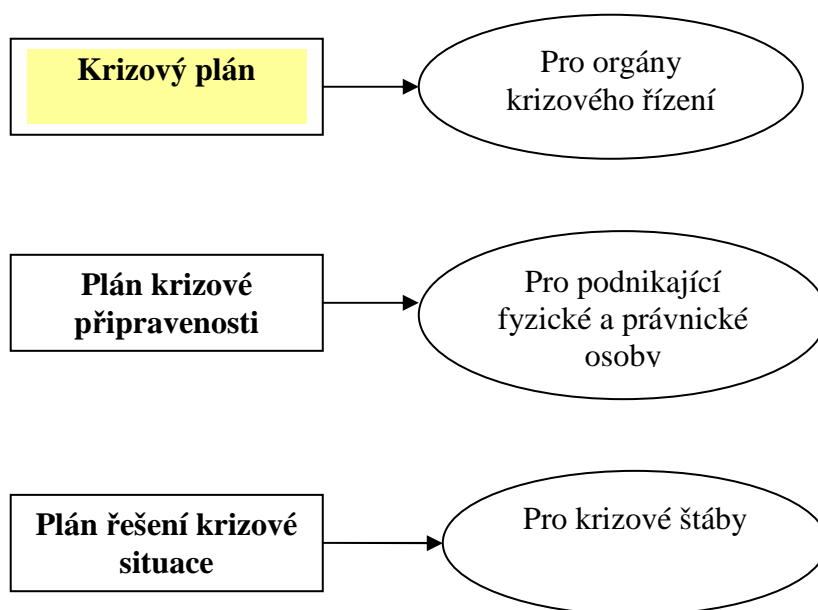 Krizový plán
Pro orgány
krizového řízení
Plán krizové
připravenosti
Pro podnikající
fyzické a právnické
osoby
Plán řešení krizové
situace
Pro krizové štáby